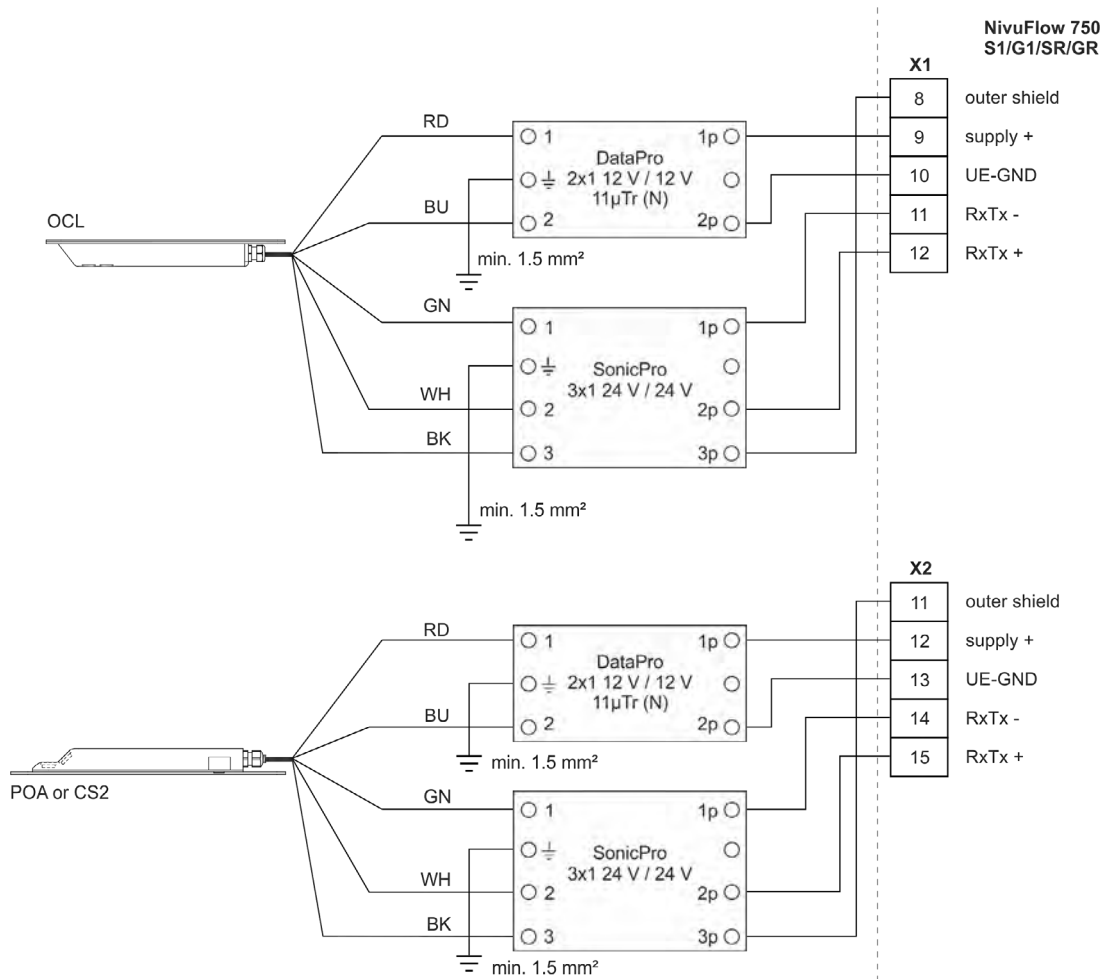 NivuFlow 750
S1/G1/SR/GR
X1
8 outer shield
9 supply +
10 UE-GND
11 RxTx -
12 RxTx +
OCL
RD
BU
GN
WH
BK
1 1p
DataPro
2x1 12 V / 12 V
11µTr (N)
2 2p
min. 1.5 mm²
1 1p
SonicPro
3x1 24 V / 24 V
2 2p
3 3p
min. 1.5 mm²
X2
11 outer shield
12 supply +
13 UE-GND
14 RxTx -
15 RxTx +
POA or CS2
RD
BU
GN
WH
BK
1 1p
DataPro
2x1 12 V / 12 V
11µTr (N)
2 2p
min. 1.5 mm²
1 1p
SonicPro
3x1 24 V / 24 V
2 2p
3 3p
min. 1.5 mm²